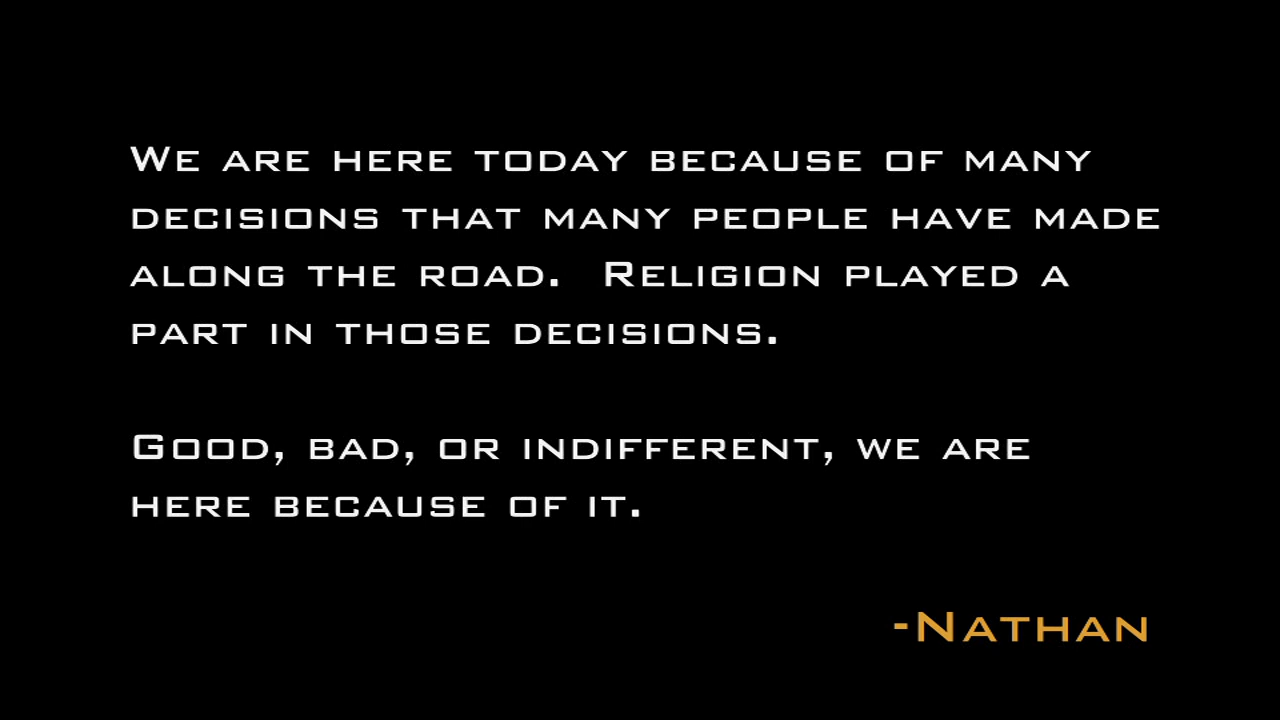 We are here today because of many
decisions that many people have made
along the road.  Religion played a
part in those decisions.
Good, bad, or indifferent, we are
here because of it.
-Nathan